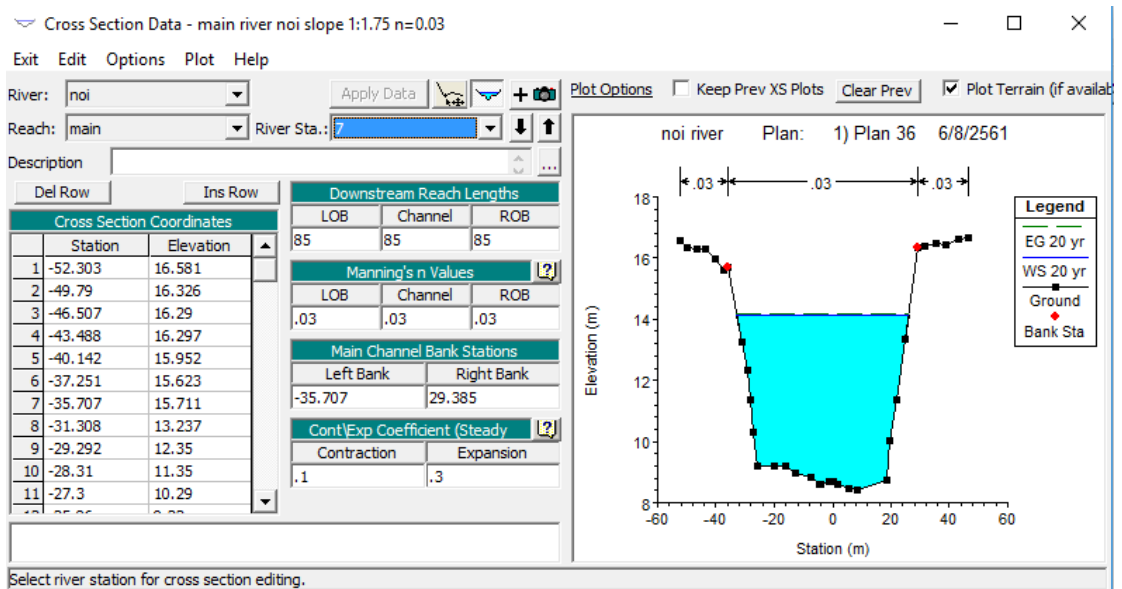 Cross Section Data - main river noi slope 1:1.75 n=0.03
Exit Edit Options Plot Help
River: noi Apply Data
Reach: main River Sta.: 7
Description ...
Del Row Ins Row
Cross Section Coordinates
Station Elevation
1 -52.303 16.581
2 -49.79 16.326
3 -46.507 16.29
4 -43.488 16.297
5 -40.142 15.952
6 -37.251 15.623
7 -35.707 15.711
8 -31.308 13.237
9 -29.292 12.35
10 -28.31 11.35
11 -27.3 10.29
Downstream Reach Lengths
LOB Channel ROB
85 85 85
Manning's n Values
LOB Channel ROB
.03 .03 .03
Main Channel Bank Stations
Left Bank Right Bank
-35.707 29.385
Cont\Exp Coefficient (Steady
Contraction Expansion
.1 .3
Select river station for cross section editing.
Plot Options Keep Prev XS Plots Clear Prev Plot Terrain (if availab
noi river Plan: 1) Plan 36 6/8/2561
.03 .03 .03
18
16
14
12
10
8
Elevation (m)
-60 -40 -20 0 20 40 60
Station (m)
Legend
EG 20 yr
WS 20 yr
Ground
Bank Sta